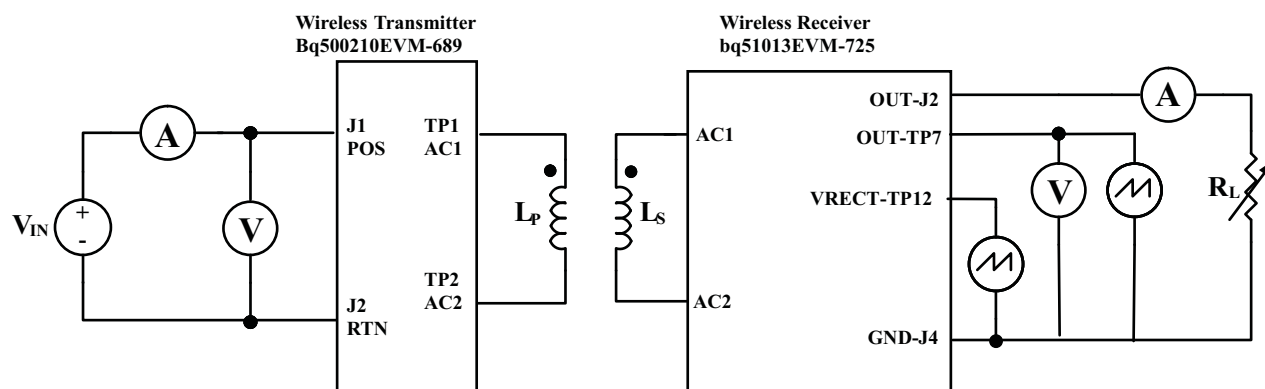 Wireless Transmitter
Bq500210EVM-689
Wireless Receiver
bq51013EVM-725
A
V
VIN
+
-
J1
POS
J2
RTN
TP1
AC1
TP2
AC2
LP
LS
AC1
AC2
OUT-J2
OUT-TP7
VRECT-TP12
GND-J4
A
V
RL